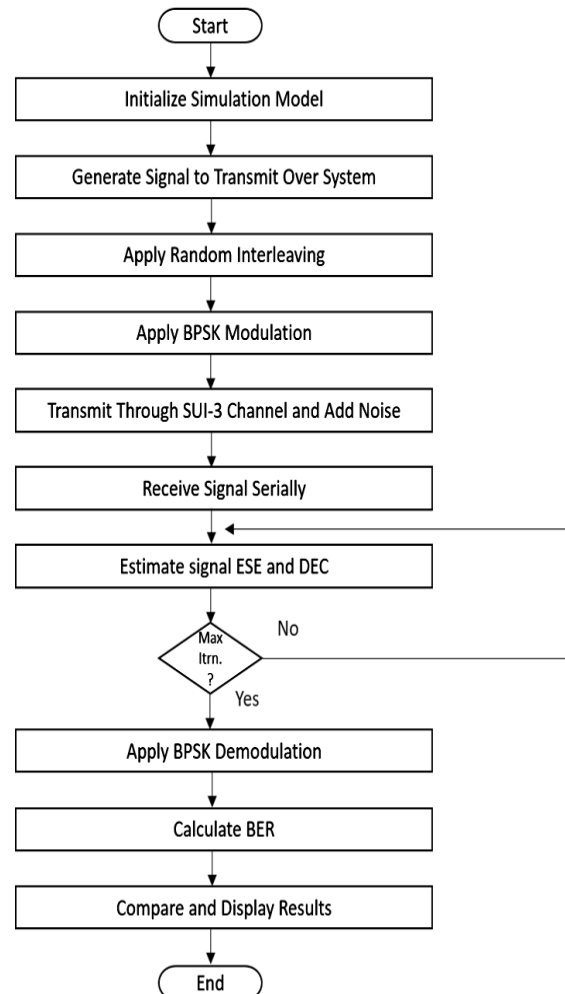 Start
Initialize Simulation Model
Generate Signal to Transmit Over System
Apply Random Interleaving
Apply BPSK Modulation
Transmit Through SUI-3 Channel and Add Noise
Receive Signal Serially
Estimate signal ESE and DEC
Max
Itrn.
?
No
Yes
Apply BPSK Demodulation
Calculate BER
Compare and Display Results
End